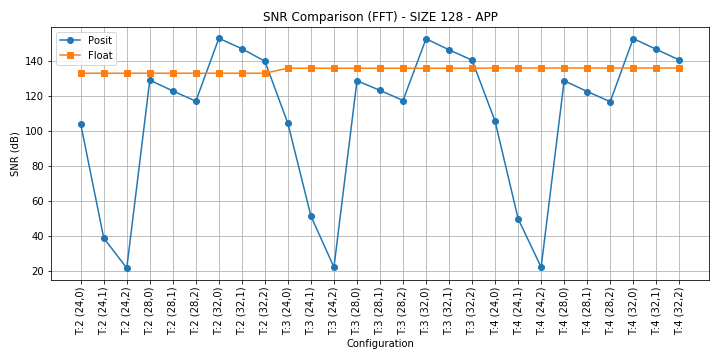 SNR Comparison (FFT) - SIZE 128 - APP
Posit
Float
SNR (dB)
140
120
100
80
60
40
20
T:2 (24,0)
T:2 (24,1)
T:2 (24,2)
T:2 (28,0)
T:2 (28,1)
T:2 (28,2)
T:2 (32,0)
T:2 (32,1)
T:2 (32,2)
T:3 (24,0)
T:3 (24,1)
T:3 (24,2)
T:3 (28,0)
T:3 (28,1)
T:3 (28,2)
T:3 (32,0)
T:3 (32,1)
T:3 (32,2)
T:4 (24,0)
T:4 (24,1)
T:4 (24,2)
T:4 (28,0)
T:4 (28,1)
T:4 (28,2)
T:4 (32,0)
T:4 (32,1)
T:4 (32,2)
Configuration